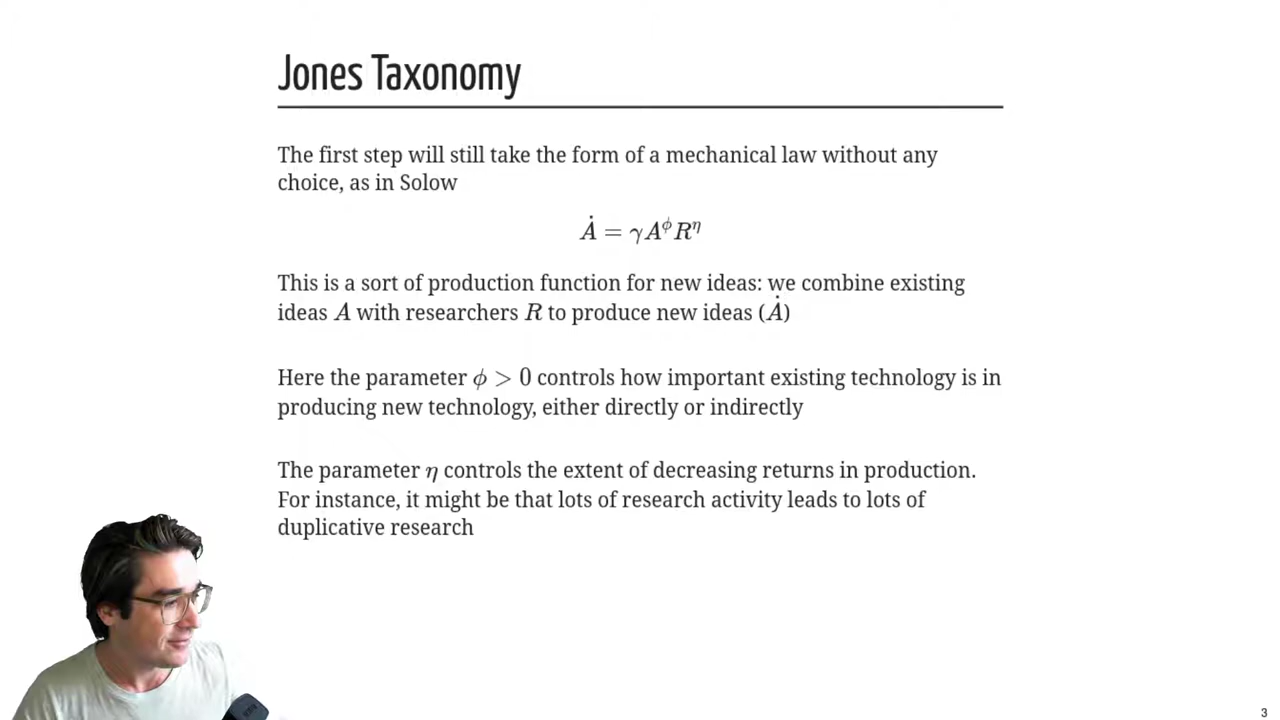 Jones Taxonomy
The first step will still take the form of a mechanical law without any
choice, as in Solow
Ȧ = γA^ϕ R^η
This is a sort of production function for new ideas: we combine existing
ideas A with researchers R to produce new ideas (Ȧ)
Here the parameter ϕ > 0 controls how important existing technology is in
producing new technology, either directly or indirectly
The parameter η controls the extent of decreasing returns in production.
For instance, it might be that lots of research activity leads to lots of
duplicative research
3